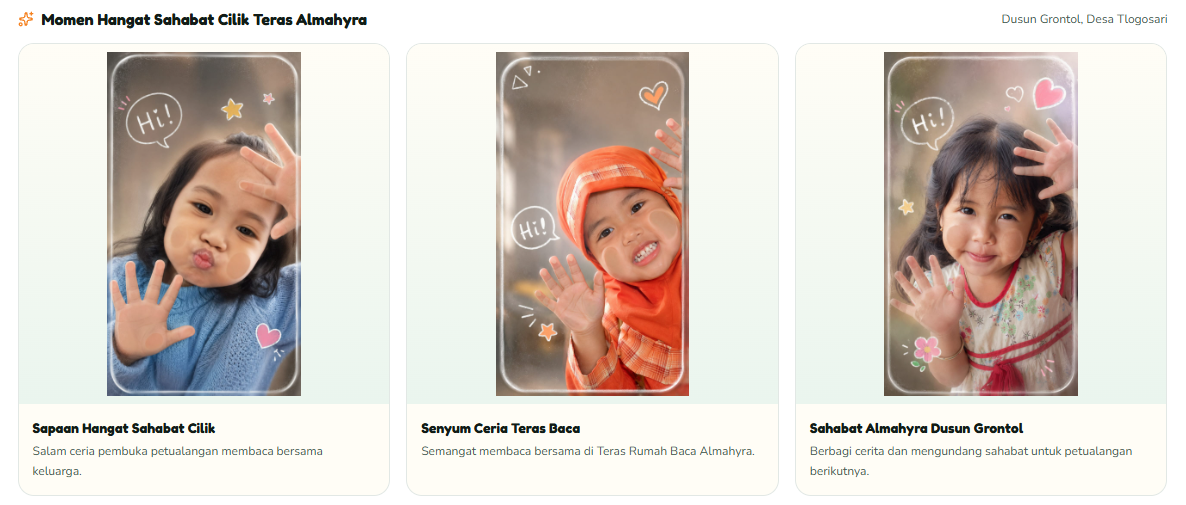 Momen Hangat Sahabat Cilik Teras Almahyra
Dusun Grontol, Desa Tlogosari
Hi!
Hi!
Hi!
Sapaan Hangat Sahabat Cilik
Salam ceria pembuka petualangan membaca bersama
keluarga.
Senyum Ceria Teras Baca
Semangat membaca bersama di Teras Rumah Baca Almahyra.
Sahabat Almahyra Dusun Grontol
Berbagi cerita dan mengundang sahabat untuk petualangan
berikutnya.